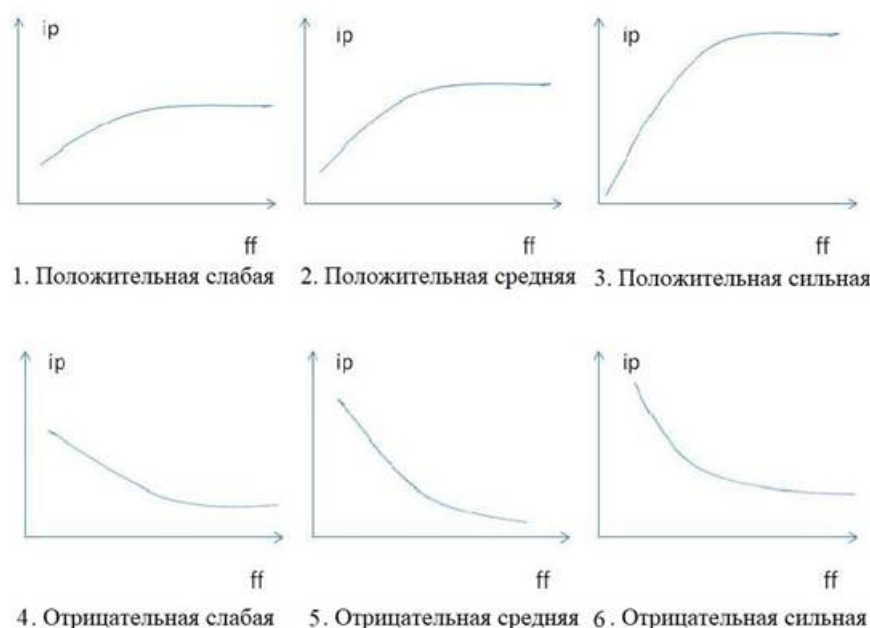 ip ip ip
ff ff ff
1. Положительная слабая 2. Положительная средняя 3. Положительная сильная
ip ip ip
ff ff ff
4. Отрицательная слабая 5. Отрицательная средняя 6. Отрицательная сильная